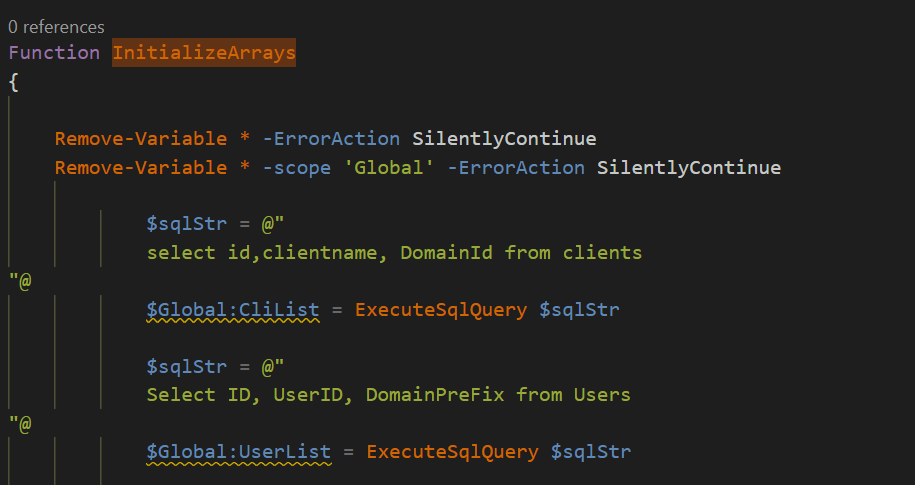 0 references
Function InitializeArrays
{
Remove-Variable * -ErrorAction SilentlyContinue
Remove-Variable * -scope 'Global' -ErrorAction SilentlyContinue
$sqlStr = @"
select id,clientname, DomainId from clients
"@
$Global:CliList = ExecuteSqlQuery $sqlStr
$sqlStr = @"
Select ID, UserID, DomainPreFix from Users
"@
$Global:UserList = ExecuteSqlQuery $sqlStr